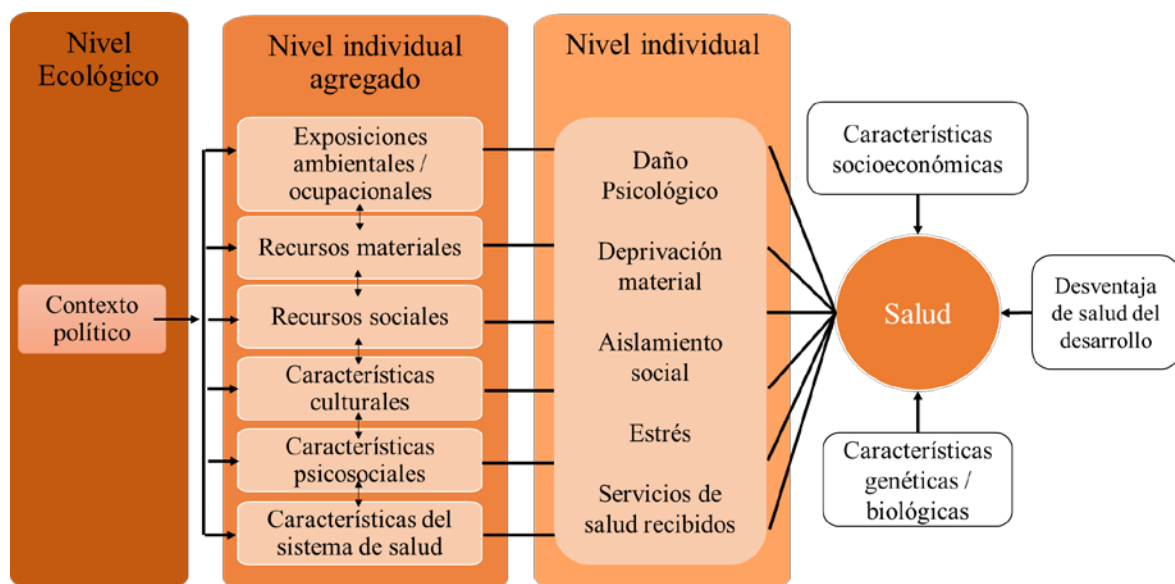 Nivel
Ecológico
Contexto
político
Nivel individual
agregado
Exposiciones
ambientales /
ocupacionales
Recursos materiales
Recursos sociales
Características
culturales
Características
psicosociales
Características del
sistema de salud
Nivel individual
Daño
Psicológico
Deprivación
material
Aislamiento
social
Estrés
Servicios de
salud recibidos
Características
socioeconómicas
Salud
Desventaja
de salud del
desarrollo
Características
genéticas /
biológicas